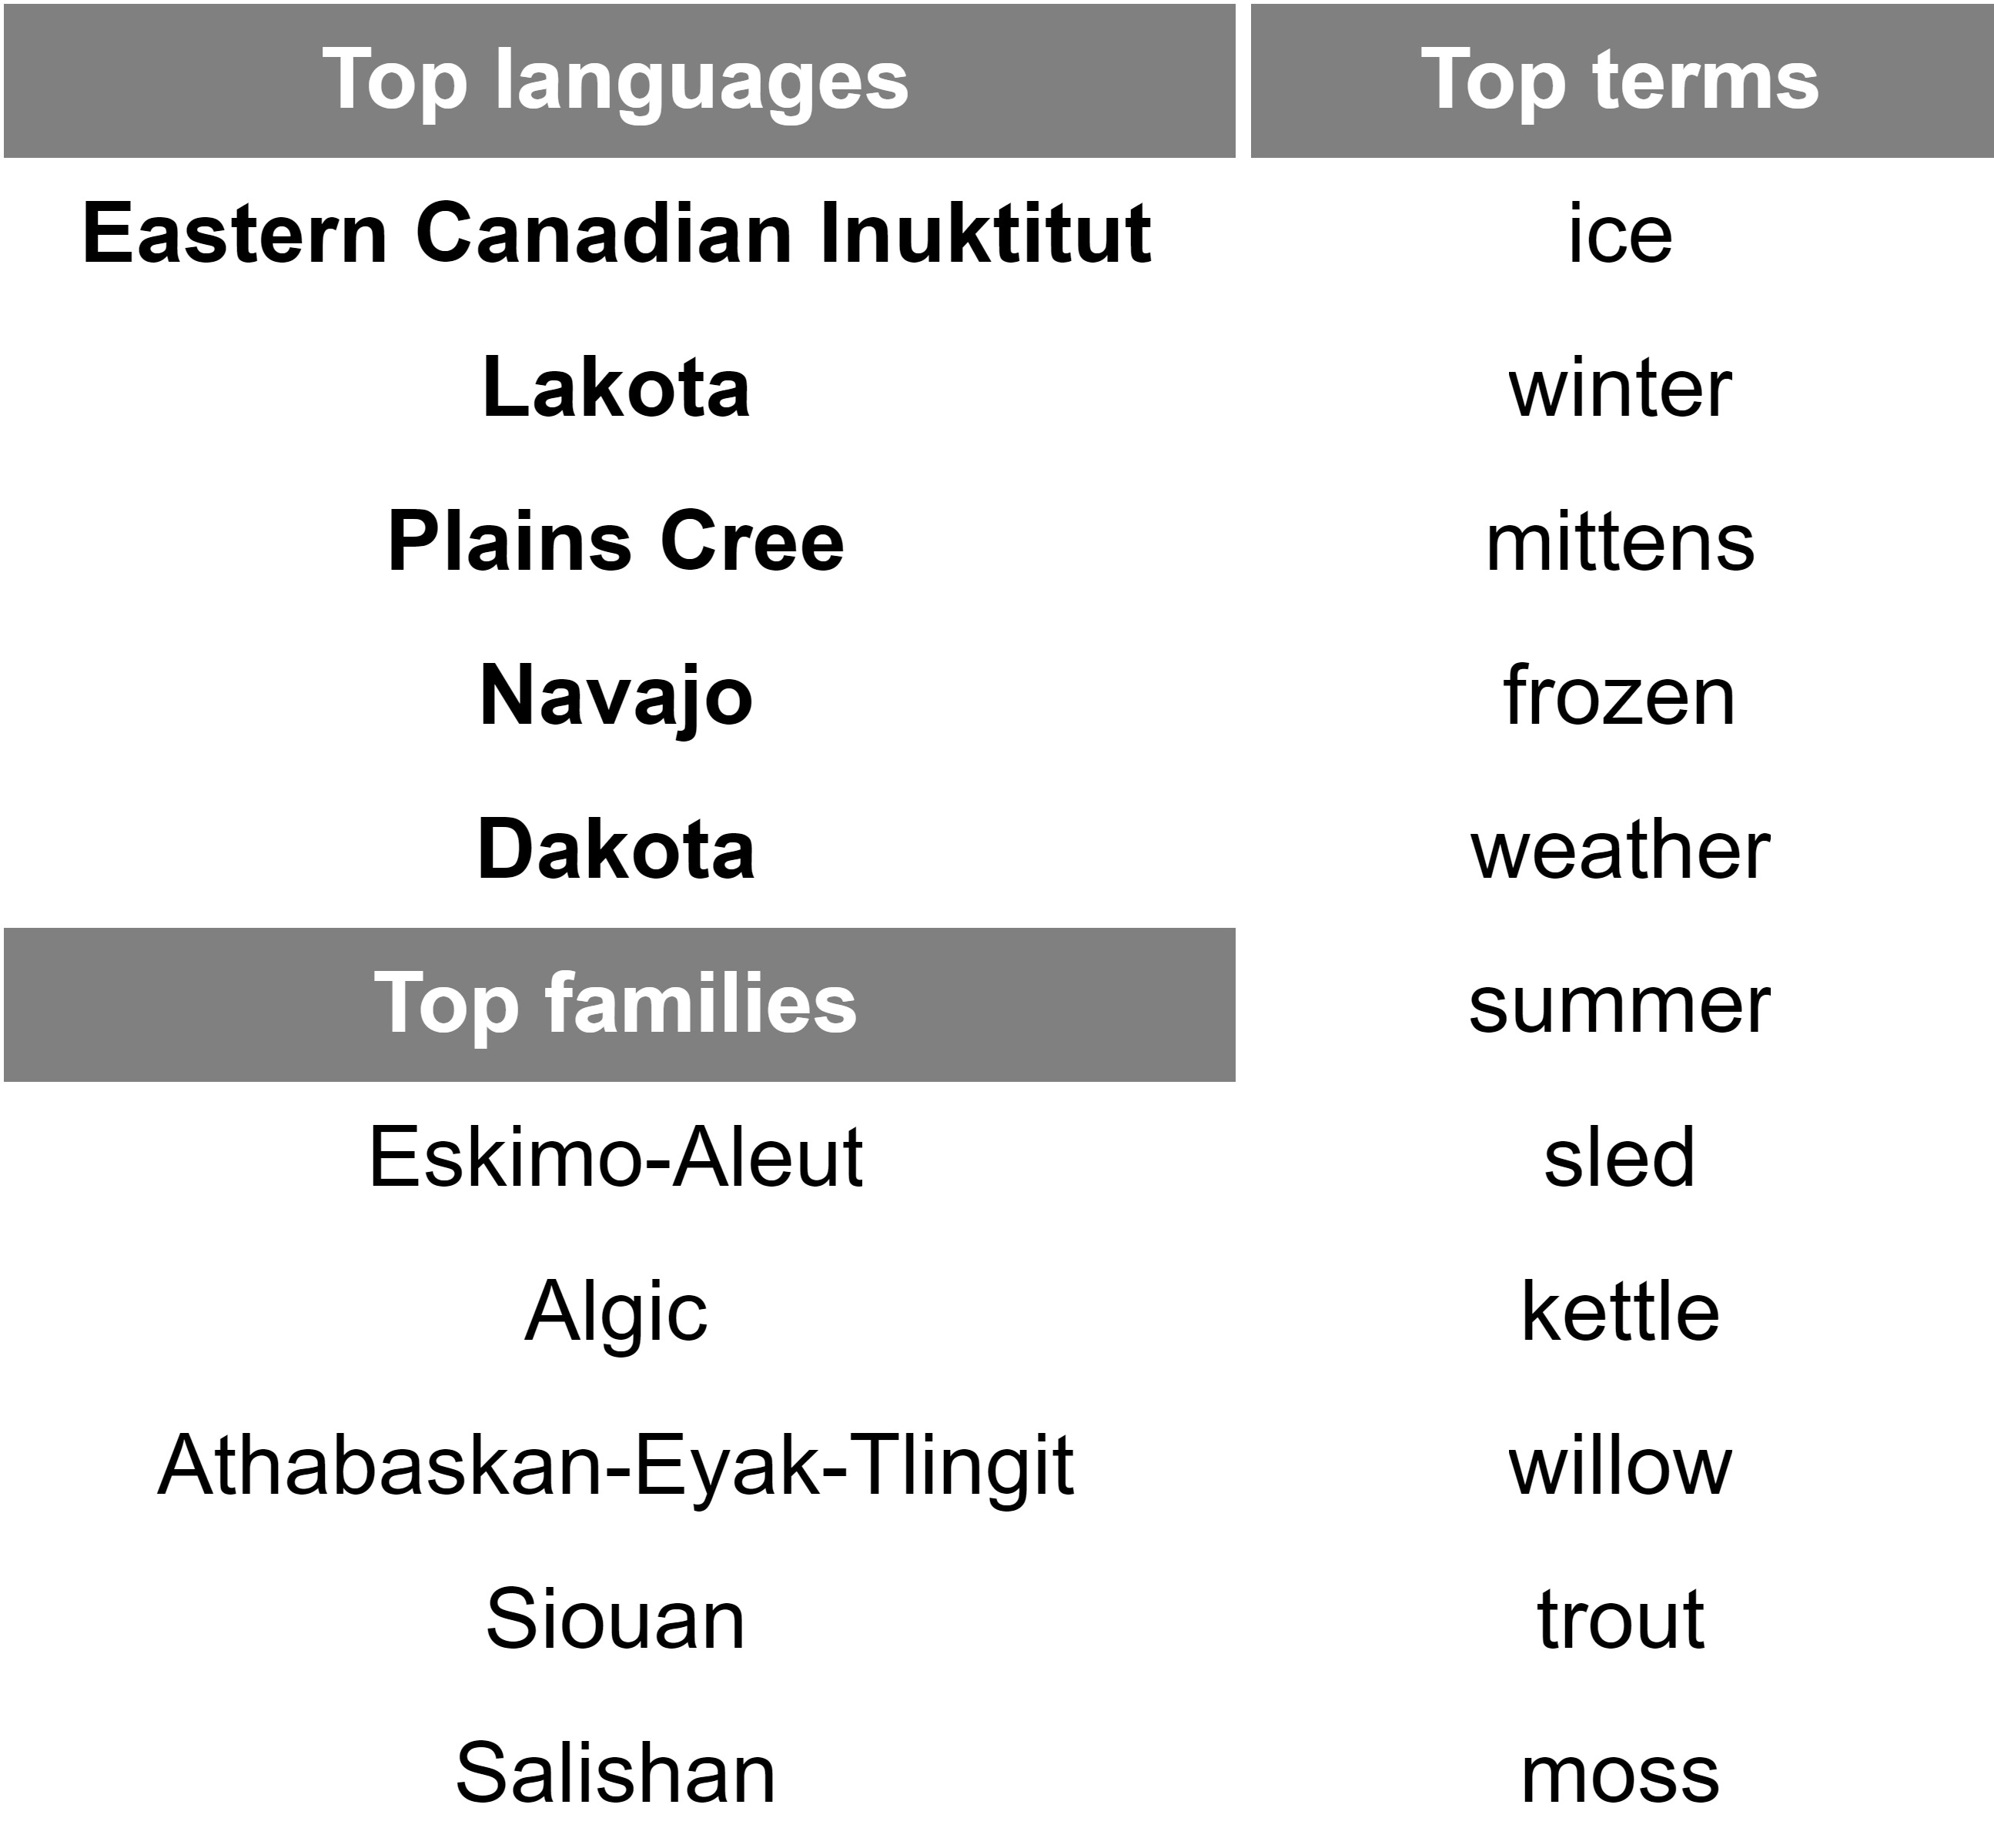 Top languages
Eastern Canadian Inuktitut
Lakota
Plains Cree
Navajo
Dakota
Top families
Eskimo-Aleut
Algic
Athabaskan-Eyak-Tlingit
Siouan
Salishan
Top terms
ice
winter
mittens
frozen
weather
summer
sled
kettle
willow
trout
moss